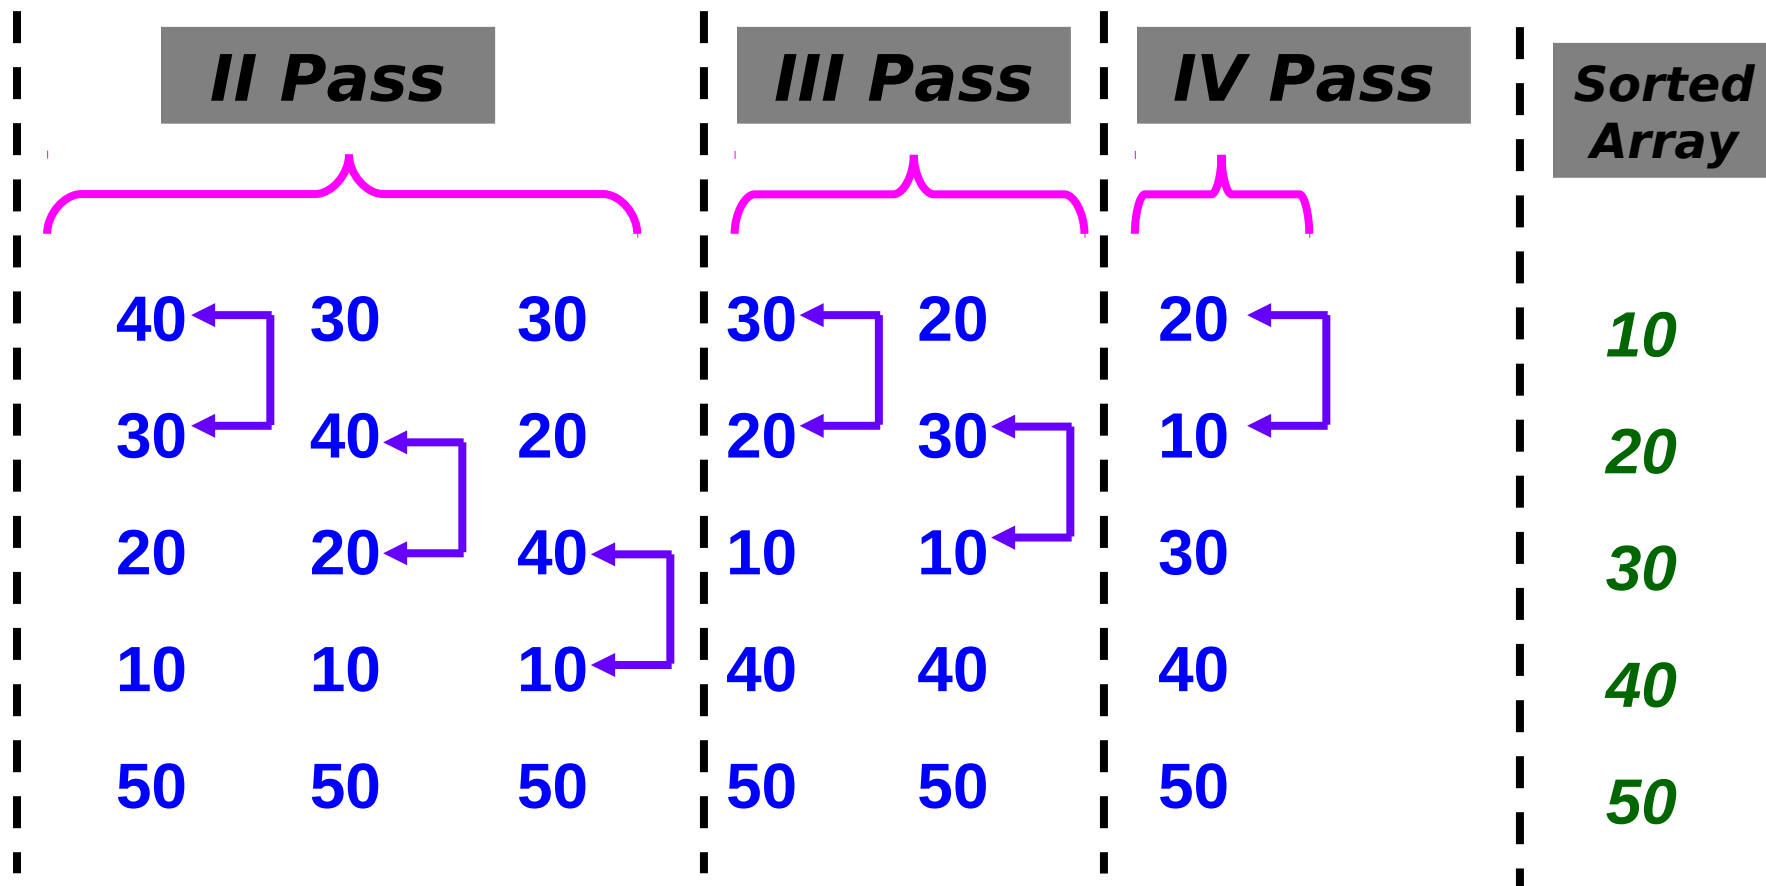 II Pass III Pass IV Pass Sorted
Array
40 30 30 30 20 20 10
30 40 20 20 30 10 20
20 20 40 10 10 30 30
10 10 10 40 40 40 40
50 50 50 50 50 50 50